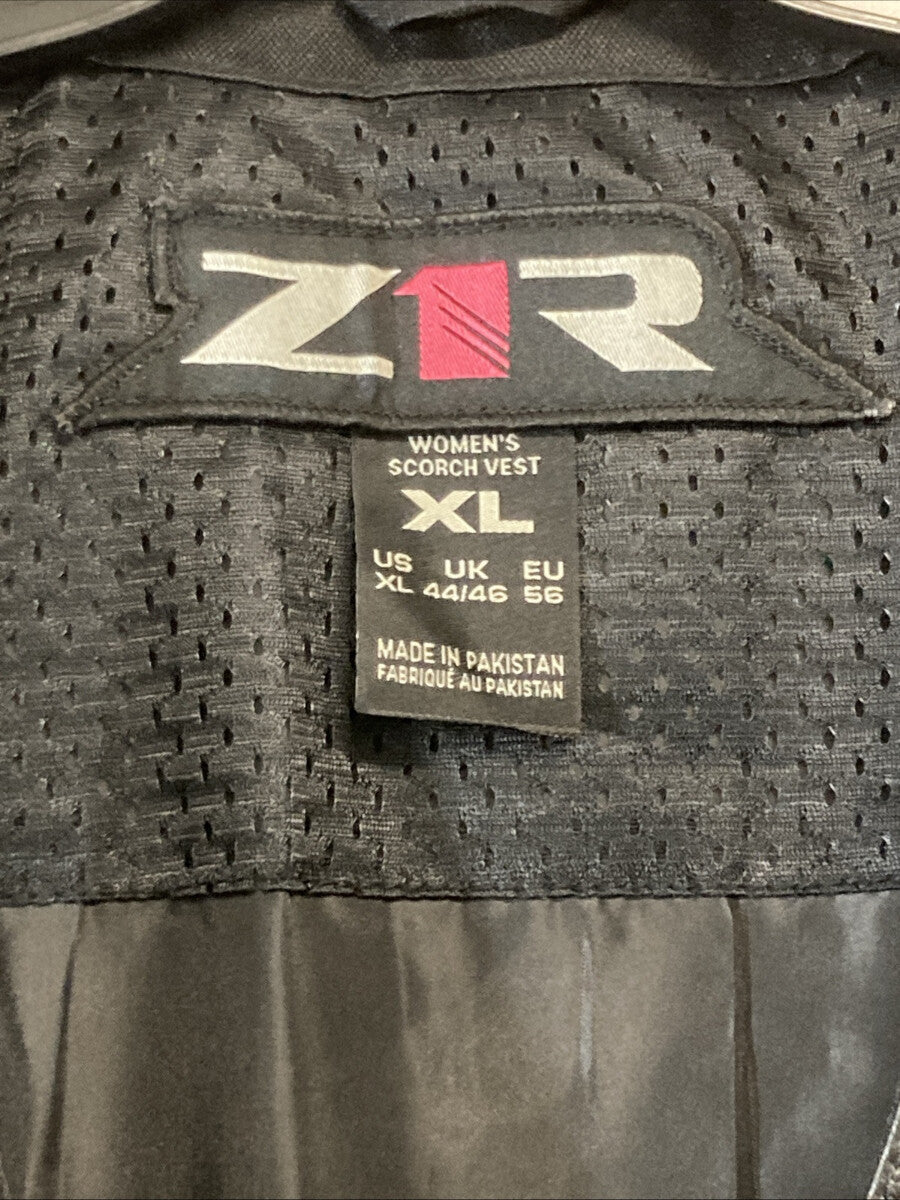 Z1R
WOMEN'S
SCORCH VEST
XL
US UK EU
XL 44/46 56
MADE IN PAKISTAN
FABRIQUÉ AU PAKISTAN